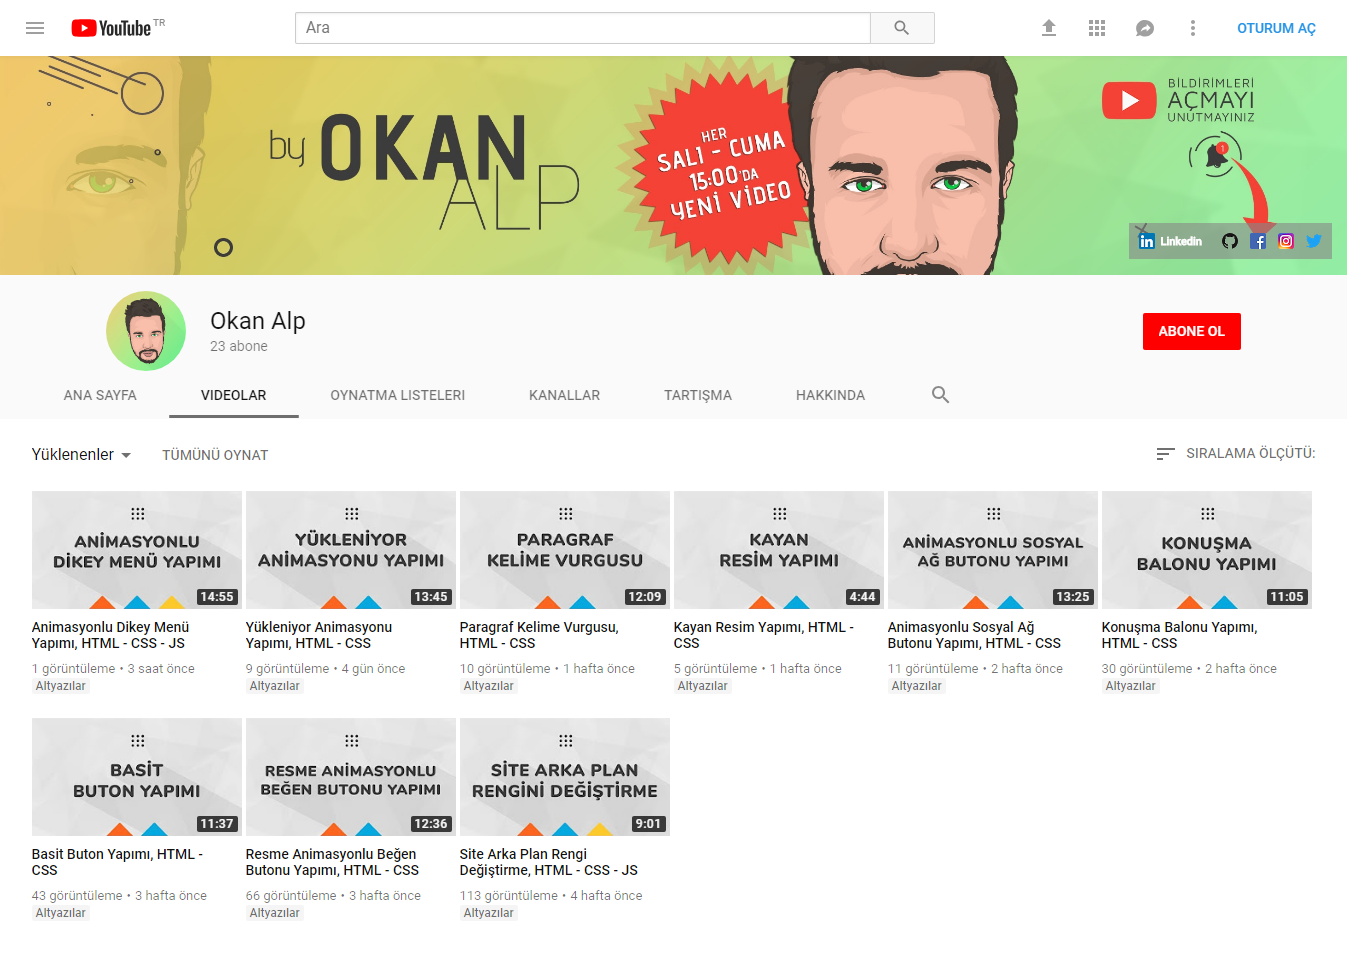 YouTube TR
Ara
OTURUM AÇ
by OKAN
ALP
HER
SALI - CUMA
15:00'DA
YENİ VİDEO
BİLDİRİMLERİ
AÇMAYI
UNUTMAYINIZ
1
Linkedin
Okan Alp
23 abone
ABONE OL
ANA SAYFA VIDEOLAR OYNATMA LISTELERI KANALLAR TARTIŞMA HAKKINDA
Yüklenenler TÜMÜNÜ OYNAT SIRALAMA ÖLÇÜTÜ:
ANİMASYONLU
DİKEY MENÜ YAPIMI
14:55
Animasyonlu Dikey Menü
Yapımı, HTML - CSS - JS
1 görüntüleme • 3 saat önce
Altyazılar
YÜKLENİYOR
ANİMASYONU YAPIMI
13:45
Yükleniyor Animasyonu
Yapımı, HTML - CSS
9 görüntüleme • 4 gün önce
Altyazılar
PARAGRAF
KELİME VURGUSU
12:09
Paragraf Kelime Vurgusu,
HTML - CSS
10 görüntüleme • 1 hafta önce
Altyazılar
KAYAN
RESİM YAPIMI
4:44
Kayan Resim Yapımı, HTML -
CSS
5 görüntüleme • 1 hafta önce
Altyazılar
ANİMASYONLU SOSYAL
AĞ BUTONU YAPIMI
13:25
Animasyonlu Sosyal Ağ
Butonu Yapımı, HTML - CSS
11 görüntüleme • 2 hafta önce
Altyazılar
KONUŞMA
BALONU YAPIMI
11:05
Konuşma Balonu Yapımı,
HTML - CSS
30 görüntüleme • 2 hafta önce
Altyazılar
BASİT
BUTON YAPIMI
11:37
Basit Buton Yapımı, HTML -
CSS
43 görüntüleme • 3 hafta önce
Altyazılar
RESME ANİMASYONLU
BEĞEN BUTONU YAPIMI
12:36
Resme Animasyonlu Beğen
Butonu Yapımı, HTML - CSS
66 görüntüleme • 3 hafta önce
Altyazılar
SİTE ARKA PLAN
RENGİNİ DEĞİŞTİRME
9:01
Site Arka Plan Rengi
Değiştirme, HTML - CSS - JS
113 görüntüleme • 4 hafta önce
Altyazılar